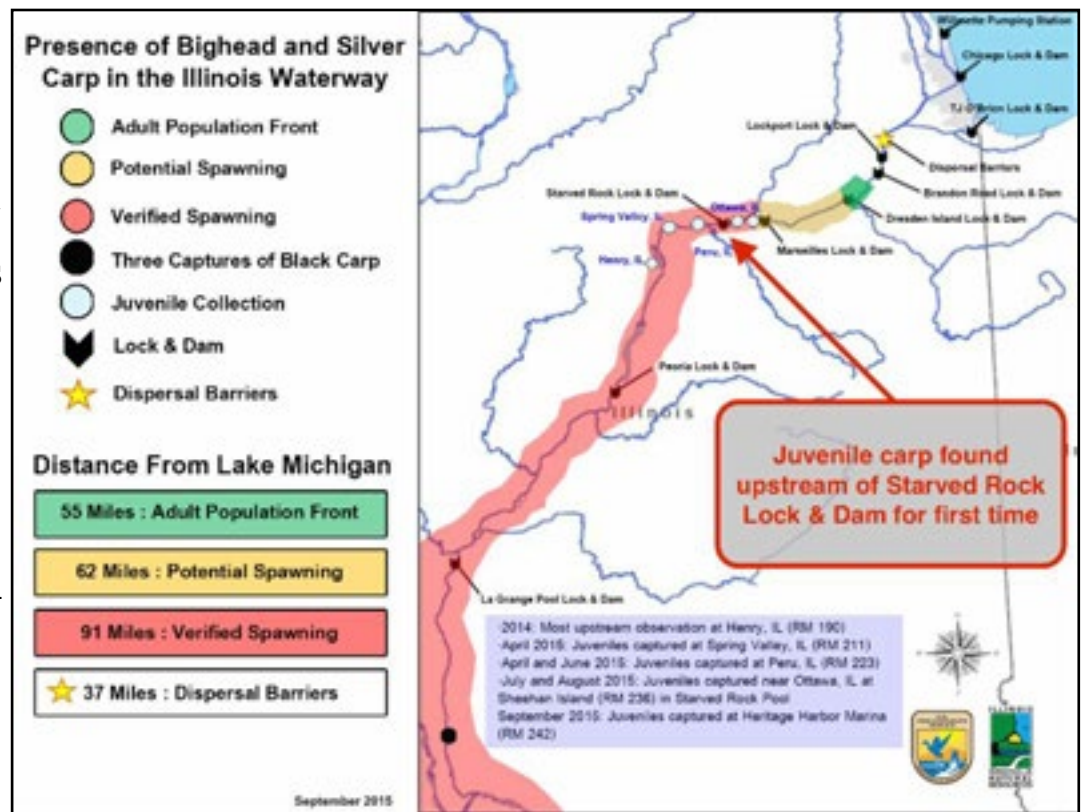 Presence of Bighead and Silver
Carp in the Illinois Waterway
Adult Population Front
Potential Spawning
Verified Spawning
Three Captures of Black Carp
Juvenile Collection
Lock & Dam
Dispersal Barriers
Distance From Lake Michigan
55 Miles : Adult Population Front
62 Miles : Potential Spawning
91 Miles : Verified Spawning
37 Miles : Dispersal Barriers
September 2015
Wilmette Pumping Station
Chicago Lock & Dam
TJ O'Brien Lock & Dam
Lockport Lock & Dam
Dispersal Barriers
Brandon Road Lock & Dam
Starved Rock Lock & Dam
Dresden Island Lock & Dam
Ottawa, IL
Spring Valley, IL
Marseilles Lock & Dam
Peru, IL
Henry, IL
Peoria Lock & Dam
Illinois
Juvenile carp found
upstream of Starved Rock
Lock & Dam for first time
La Grange Pool Lock & Dam
·2014: Most upstream observation at Henry, IL (RM 190)
·April 2015: Juveniles captured at Spring Valley, IL (RM 211)
·April and June 2015: Juveniles captured at Peru, IL (RM 223)
·July and August 2015: Juveniles captured near Ottawa, IL at
Sheehan Island (RM 236) in Starved Rock Pool
September 2015: Juveniles captured at Heritage Harbor Marina
(RM 242)
ILLINOIS